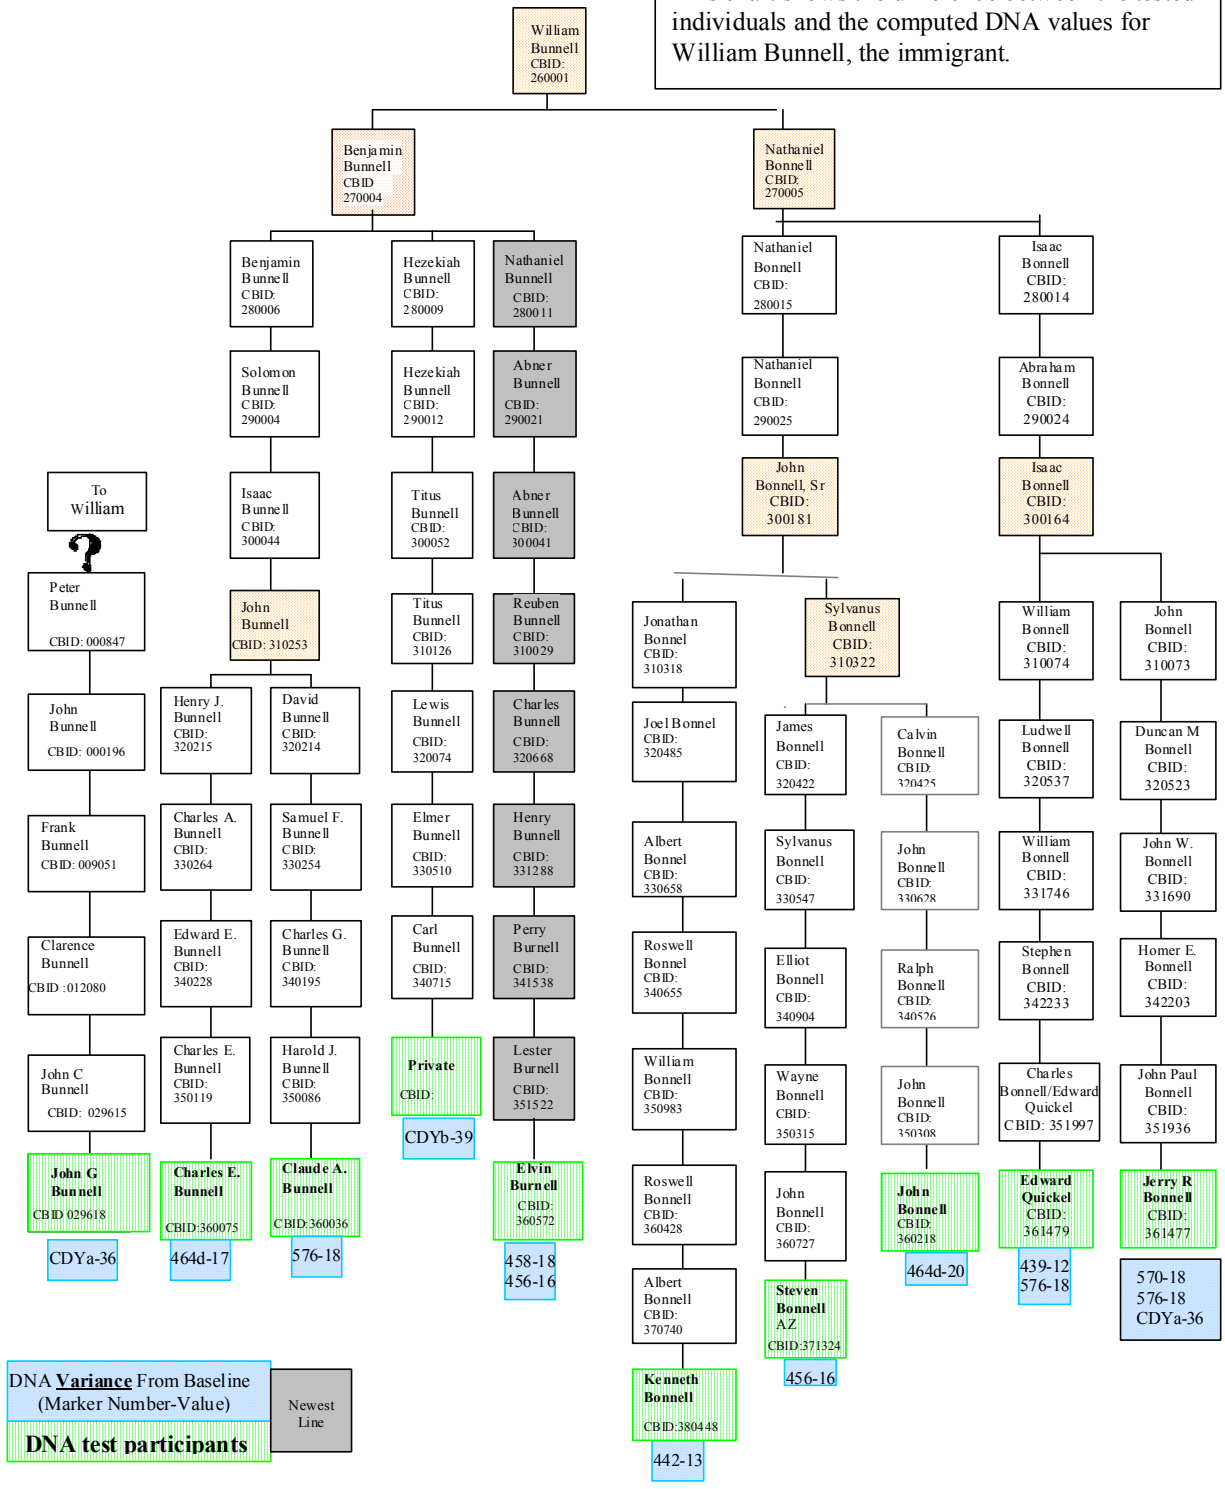 individuals and the computed DNA values for
William Bunnell, the immigrant.
William
Bunnell
CBID:
260001
Benjamin
Bunnell
CBID
270004
Nathaniel
Bonnell
CBID:
270005
Benjamin
Bunnell
CBID:
280006
Hezekiah
Bunnell
CBID:
280009
Nathaniel
Bunnell
CBID:
280011
Nathaniel
Bonnell
CBID:
280015
Isaac
Bonnell
CBID:
280014
Solomon
Bunnell
CBID:
290004
Hezekiah
Bunnell
CBID:
290012
Abner
Bunnell
CBID:
290021
Nathaniel
Bonnell
CBID:
290025
Abraham
Bonnell
CBID:
290024
To
William
?
Isaac
Bunnell
CBID:
300044
Titus
Bunnell
CBID:
300052
Abner
Bunnell
CBID:
300041
John
Bonnell, Sr
CBID:
300181
Isaac
Bonnell
CBID:
300164
Peter
Bunnell
CBID: 000847
John
Bunnell
CBID: 310253
Titus
Bunnell
CBID:
310126
Reuben
Bunnell
CBID:
310029
Jonathan
Bonnel
CBID:
310318
Sylvanus
Bonnell
CBID:
310322
William
Bonnell
CBID:
310074
John
Bonnell
CBID:
310073
John
Bunnell
CBID: 000196
Henry J.
Bunnell
CBID:
320215
David
Bunnell
CBID:
320214
Lewis
Bunnell
CBID:
320074
Charles
Bunnell
CBID:
320668
Joel Bonnel
CBID:
320485
James
Bonnell
CBID:
320422
Calvin
Bonnell
CBID:
320425
Ludwell
Bonnell
CBID:
320537
Duncan M
Bonnell
CBID:
320523
Frank
Bunnell
CBID: 009051
Charles A.
Bunnell
CBID:
330264
Samuel F.
Bunnell
CBID:
330254
Elmer
Bunnell
CBID:
330510
Henry
Bunnell
CBID:
331288
Albert
Bonnel
CBID:
330658
Sylvanus
Bonnell
CBID:
330547
John
Bonnell
CBID:
330628
William
Bonnell
CBID:
331746
John W.
Bonnell
CBID:
331690
Clarence
Bunnell
CBID :012080
Edward E.
Bunnell
CBID:
340228
Charles G.
Bunnell
CBID:
340195
Carl
Bunnell
CBID:
340715
Perry
Burnell
CBID:
341538
Roswell
Bonnel
CBID:
340655
Elliot
Bonnell
CBID:
340904
Ralph
Bonnell
CBID:
340526
Stephen
Bonnell
CBID:
342233
Homer E.
Bonnell
CBID:
342203
John C
Bunnell
CBID: 029615
Charles E.
Bunnell
CBID:
350119
Harold J.
Bunnell
CBID:
350086
Private
CBID:
CDYb-39
Lester
Burnell
CBID:
351522
William
Bonnell
CBID:
350983
Wayne
Bonnell
CBID:
350315
John
Bonnell
CBID:
350308
Charles
Bonnell/Edward
Quickel
CBID: 351997
John Paul
Bonnell
CBID:
351936
John G
Bunnell
CBID 029618
CDYa-36
Charles E.
Bunnell
CBID:360075
464d-17
Claude A.
Bunnell
CBID:360036
576-18
Elvin
Burnell
CBID:
360572
458-18
456-16
Roswell
Bonnell
CBID:
360428
John
Bonnell
CBID:
360727
John
Bonnell
CBID:
360218
464d-20
Edward
Quickel
CBID:
361479
439-12
576-18
Jerry R
Bonnell
CBID:
361477
570-18
576-18
CDYa-36
Albert
Bonnell
CBID:
370740
Steven
Bonnell
AZ
CBID:371324
456-16
Kenneth
Bonnell
CBID:380448
442-13
DNA Variance From Baseline
(Marker Number-Value)
DNA test participants
Newest
Line